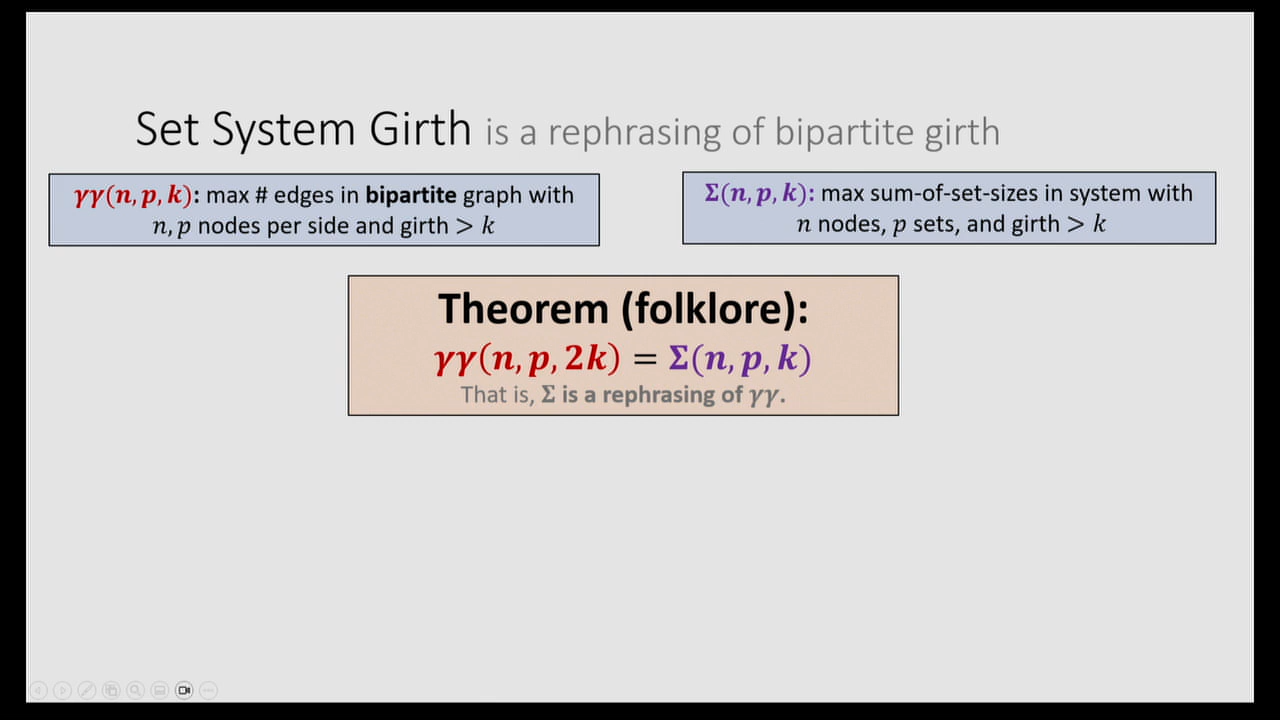 Set System Girth is a rephrasing of bipartite girth
γγ(n, p, k): max # edges in bipartite graph with
n, p nodes per side and girth > k
Σ(n, p, k): max sum-of-set-sizes in system with
n nodes, p sets, and girth > k
Theorem (folklore):
γγ(n, p, 2k) = Σ(n, p, k)
That is, Σ is a rephrasing of γγ.